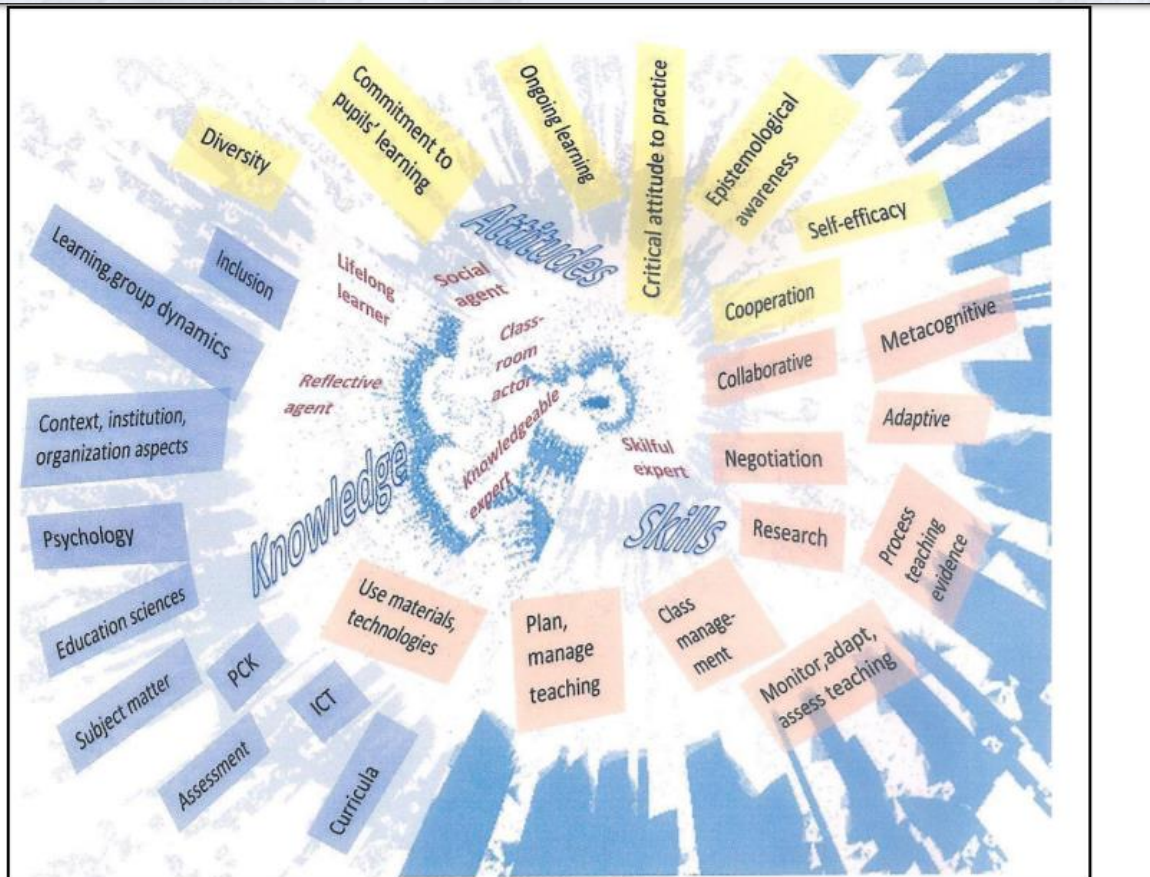 Diversity
Commitment to
pupils' learning
Ongoing learning
Critical attitude to practice
Epistemological
awareness
Self-efficacy
Cooperation
Attitudes
Learning,group dynamics
Inclusion
Context, institution,
organization aspects
Psychology
Education sciences
Subject matter
PCK
Assessment
ICT
Curricula
Knowledge
Lifelong
learner
Social
agent
Class-
room
actor
Reflective
agent
Knowledgeable
expert
Skilful
expert
Skills
Collaborative
Metacognitive
Adaptive
Negotiation
Research
Process
teaching
evidence
Use materials,
technologies
Plan,
manage
teaching
Class
manage-
ment
Monitor,adapt,
assess teaching